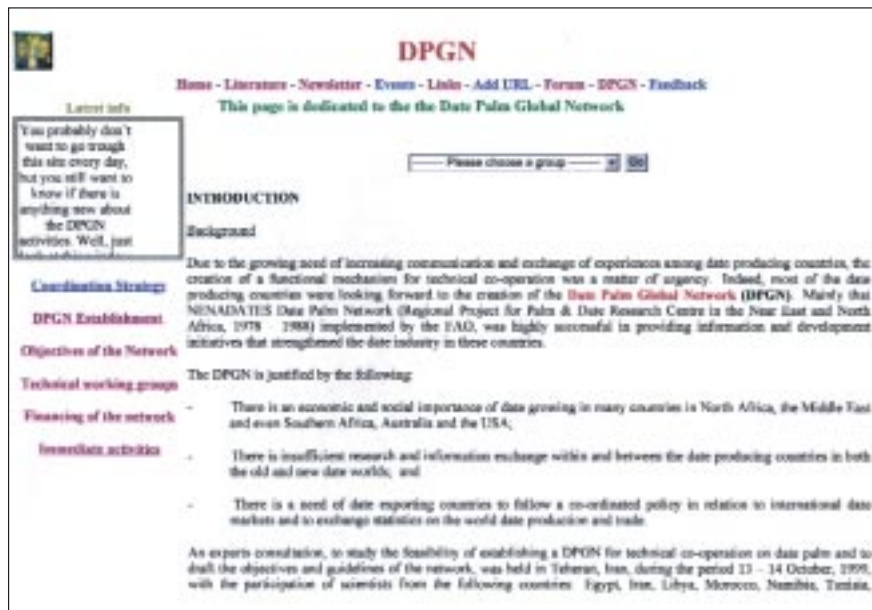 DPGN
Home - Literature - Newsletter - Events - Links - Add URL - Forum - DPGN - Feedback
Latest info
This page is dedicated to the the Date Palm Global Network
You probably don't
want to go trough
this site every day,
but you still want to
know if there is
anything new about
the DPGN
activities. Well, just
------ Please choose a group ------ Go
INTRODUCTION
Background
Due to the growing need of increasing communication and exchange of experiences among date producing countries, the
creation of a functional mechanism for technical co-operation was a matter of urgency. Indeed, most of the date
producing countries were looking forward to the creation of the Date Palm Global Network (DPGN). Mainly that
NENADATES Date Palm Network (Regional Project for Palm & Date Research Centre in the Near East and North
Africa, 1978 - 1988) implemented by the FAO, was highly successful in providing information and development
initiatives that strengthened the date industry in these countries.
Coordination Strategy
DPGN Establishment
Objectives of the Network
Technical working groups
Financing of the network
Immediate activities
The DPGN is justified by the following:
- There is an economic and social importance of date growing in many countries in North Africa, the Middle East
and even Southern Africa, Australia and the USA;
- There is insufficient research and information exchange within and between the date producing countries in both
the old and new date worlds; and
- There is a need of date exporting countries to follow a co-ordinated policy in relation to international date
markets and to exchange statistics on the world date production and trade.
An experts consultation, to study the feasibility of establishing a DPGN for technical co-operation on date palm and to
draft the objectives and guidelines of the network, was held in Teheran, Iran, during the period 13 - 14 October, 1999,
with the participation of scientists from the following countries: Egypt, Iran, Libya, Morocco, Namibia, Tunisia,